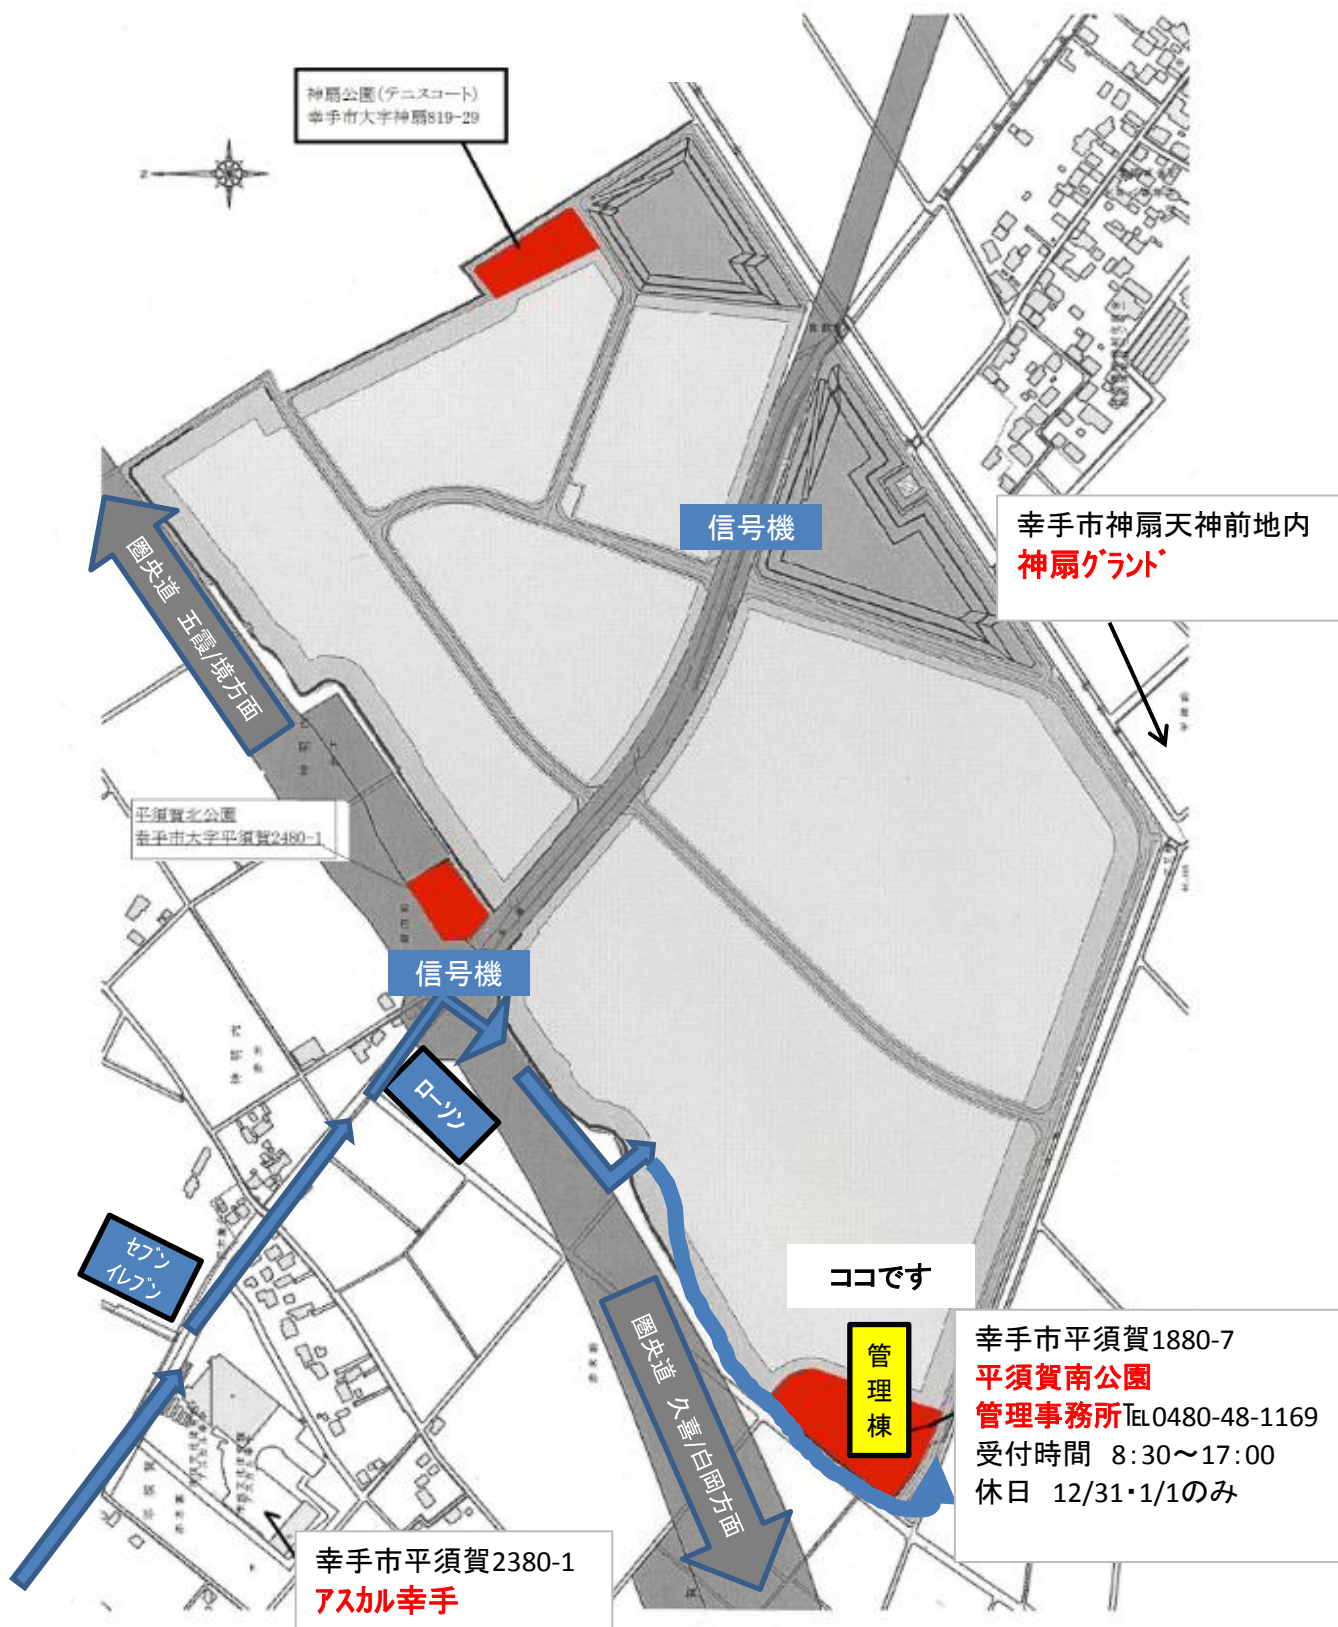 神扇公園(テニスコート)
幸手市大字神扇819-29
信号機
幸手市神扇天神前地内
神扇グランド
圏央道 五霞/境方面
平須賀北公園
幸手市大字平須賀2480-1
信号機
ローソン
セブン
イレブン
ココです
管理棟
圏央道 久喜/白岡方面
幸手市平須賀1880-7
平須賀南公園
管理事務所℡0480-48-1169
受付時間 8:30～17:00
休日 12/31・1/1のみ
幸手市平須賀2380-1
アスカル幸手